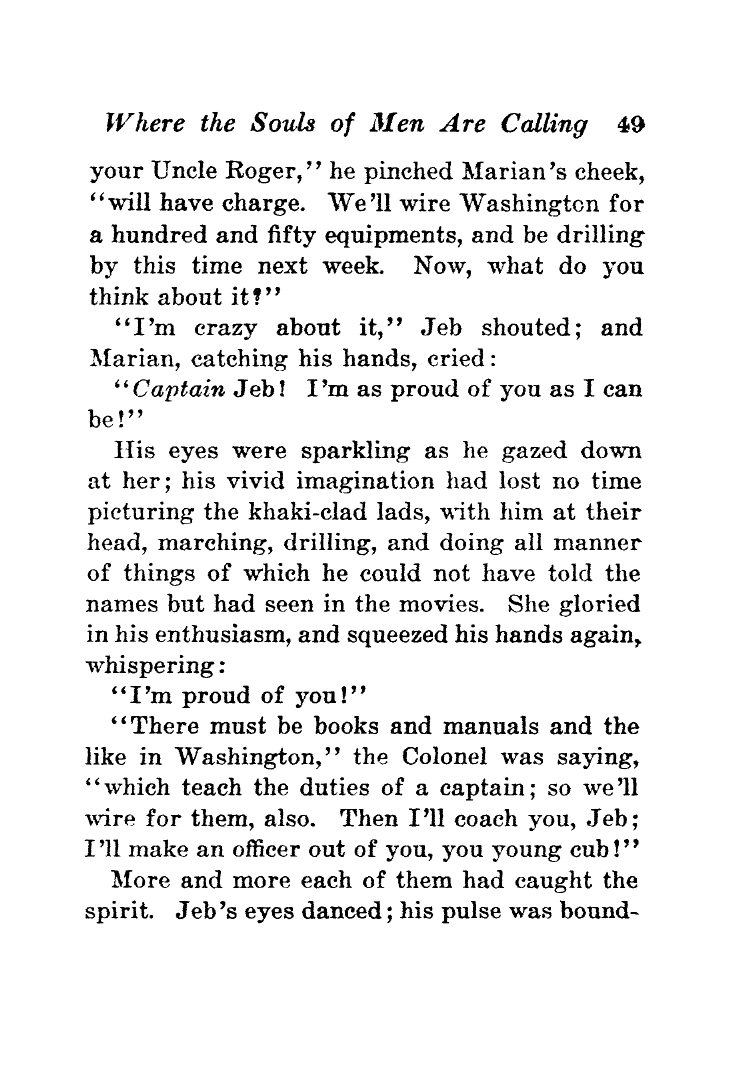 Where the Souls of Men Are Calling 49
your Uncle Roger,'' he pinched Marian's cheek,
“will have charge. We'll wire Washington for
a hundred and fifty equipments, and be drilling
by this time next week. Now, what do you
think about it?''
“I'm crazy about it,'' Jeb shouted; and
Marian, catching his hands, cried:
“Captain Jeb! I'm as proud of you as I can
be!''
His eyes were sparkling as he gazed down
at her; his vivid imagination had lost no time
picturing the khaki-clad lads, with him at their
head, marching, drilling, and doing all manner
of things of which he could not have told the
names but had seen in the movies. She gloried
in his enthusiasm, and squeezed his hands again,
whispering:
“I'm proud of you!''
“There must be books and manuals and the
like in Washington,'' the Colonel was saying,
“which teach the duties of a captain; so we'll
wire for them, also. Then I'll coach you, Jeb;
I'll make an officer out of you, you young cub!''
More and more each of them had caught the
spirit. Jeb's eyes danced; his pulse was bound-